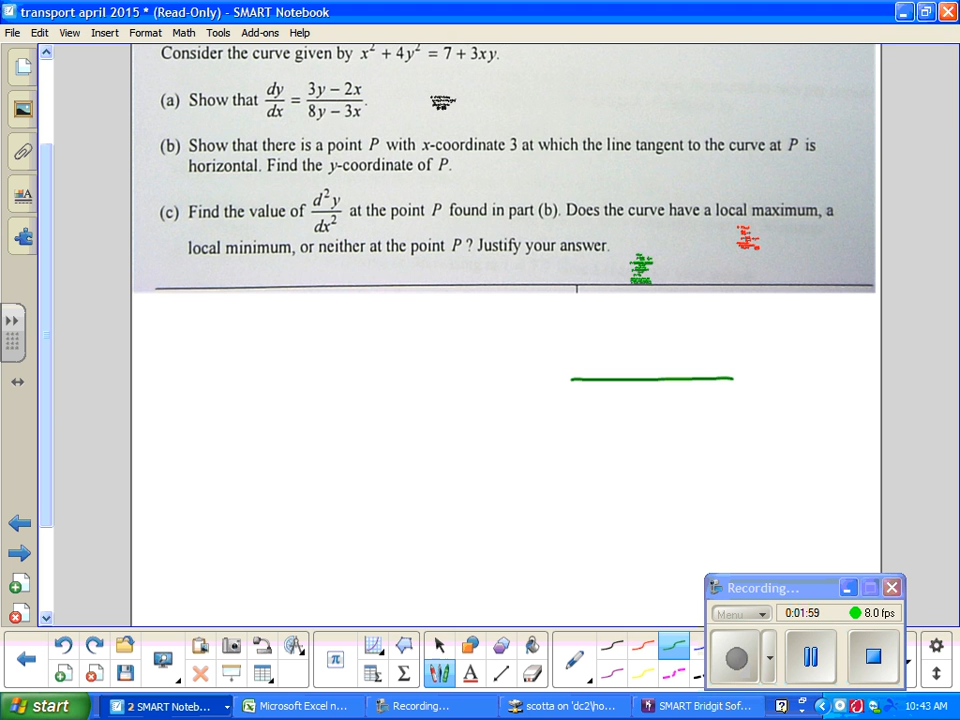 transport april 2015 * (Read-Only) - SMART Notebook
File Edit View Insert Format Math Tools Add-ons Help
Consider the curve given by x² + 4y² = 7 + 3xy.
(a) Show that dy/dx = (3y − 2x)/(8y − 3x).
(b) Show that there is a point P with x-coordinate 3 at which the line tangent to the curve at P is
horizontal. Find the y-coordinate of P.
(c) Find the value of d²y/dx² at the point P found in part (b). Does the curve have a local maximum, a
local minimum, or neither at the point P? Justify your answer.
Recording...
Menu 0:01:59 8.0 fps
start 2 SMART Noteb... Microsoft Excel n... Recording... scotta on 'dc2\ho... SMART Bridgit Sof... 10:43 AM